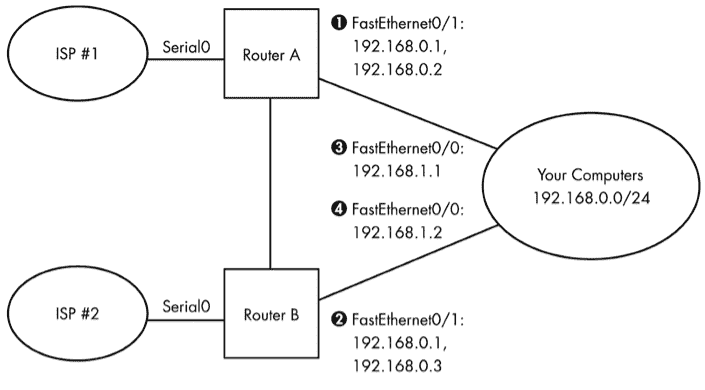 ISP #1
Serial0
Router A
❶ FastEthernet0/1:
192.168.0.1,
192.168.0.2
❸ FastEthernet0/0:
192.168.1.1
Your Computers
192.168.0.0/24
❹ FastEthernet0/0:
192.168.1.2
ISP #2
Serial0
Router B
❷ FastEthernet0/1:
192.168.0.1,
192.168.0.3